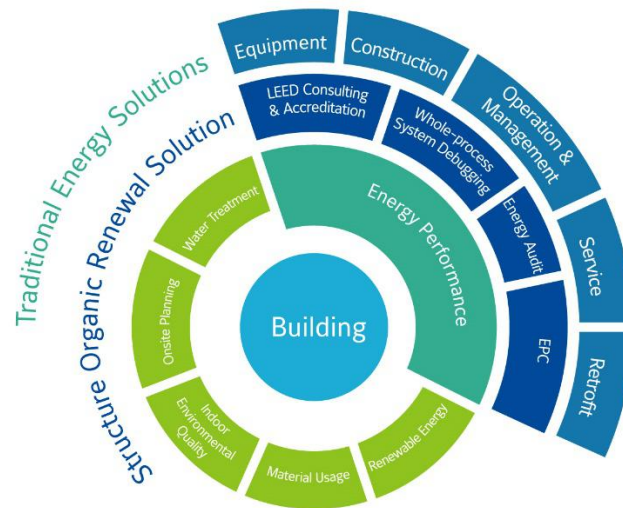 Traditional Energy Solutions
Structure Organic Renewal Solution
Equipment
Construction
Operation &
Management
Service
Retrofit
LEED Consulting
& Accreditation
Whole-process
System Debugging
Energy Audit
EPC
Energy Performance
Water Treatment
Onsite Planning
Indoor
Environmental
Quality
Material Usage
Renewable Energy
Building